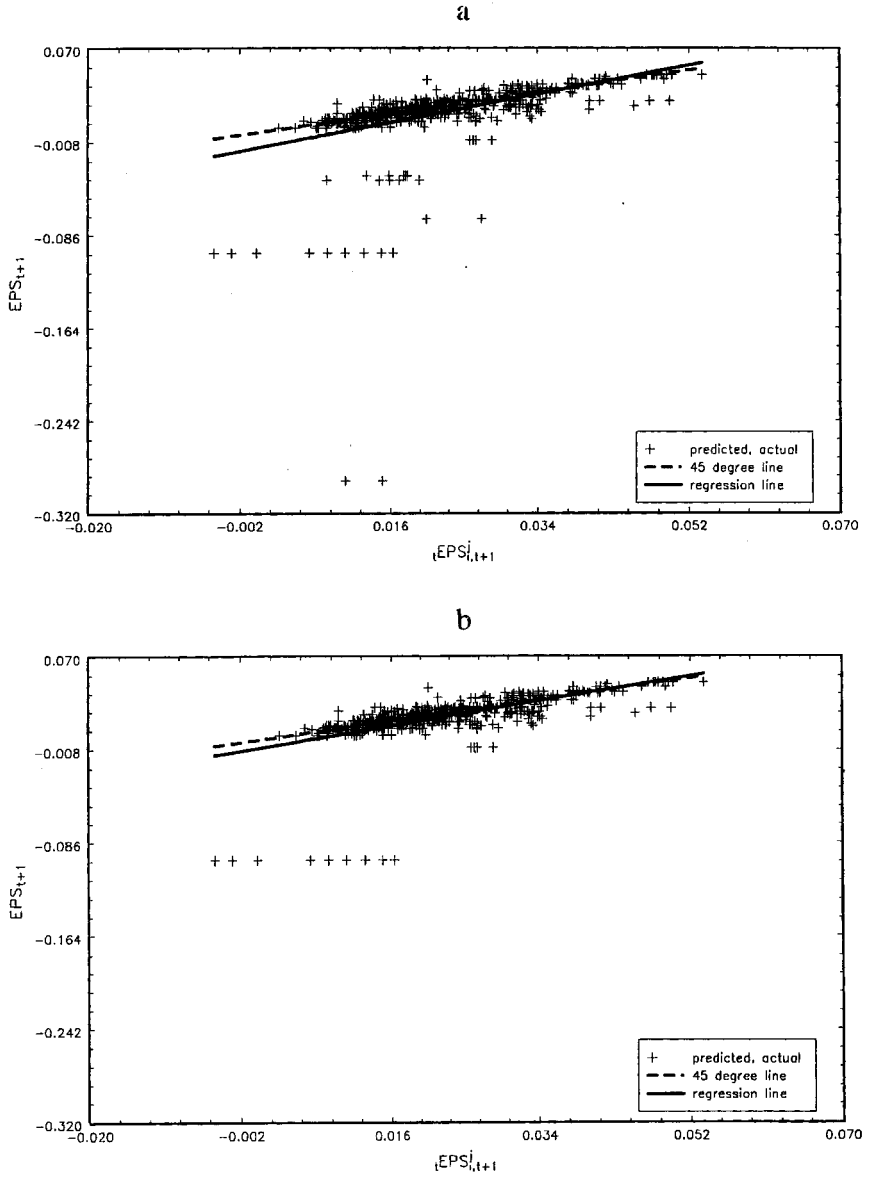 a
0.070
-0.008
-0.086
-0.164
-0.242
-0.320
EPSt+1
-0.020 -0.002 0.016 0.034 0.052 0.070
tEPSji,t+1
+ predicted, actual
45 degree line
regression line
b
0.070
-0.008
-0.086
-0.164
-0.242
-0.320
EPSt+1
-0.020 -0.002 0.016 0.034 0.052 0.070
tEPSji,t+1
+ predicted, actual
45 degree line
regression line